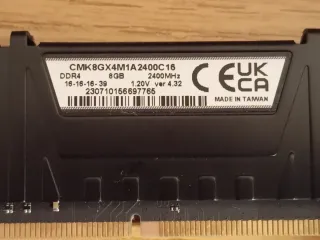 CMK8GX4M1A2400C16
DDR4 8GB 2400MHz
16-16-16-39 1.20V ver 4.32
230710156697765
CE UK CA
MADE IN TAIWAN